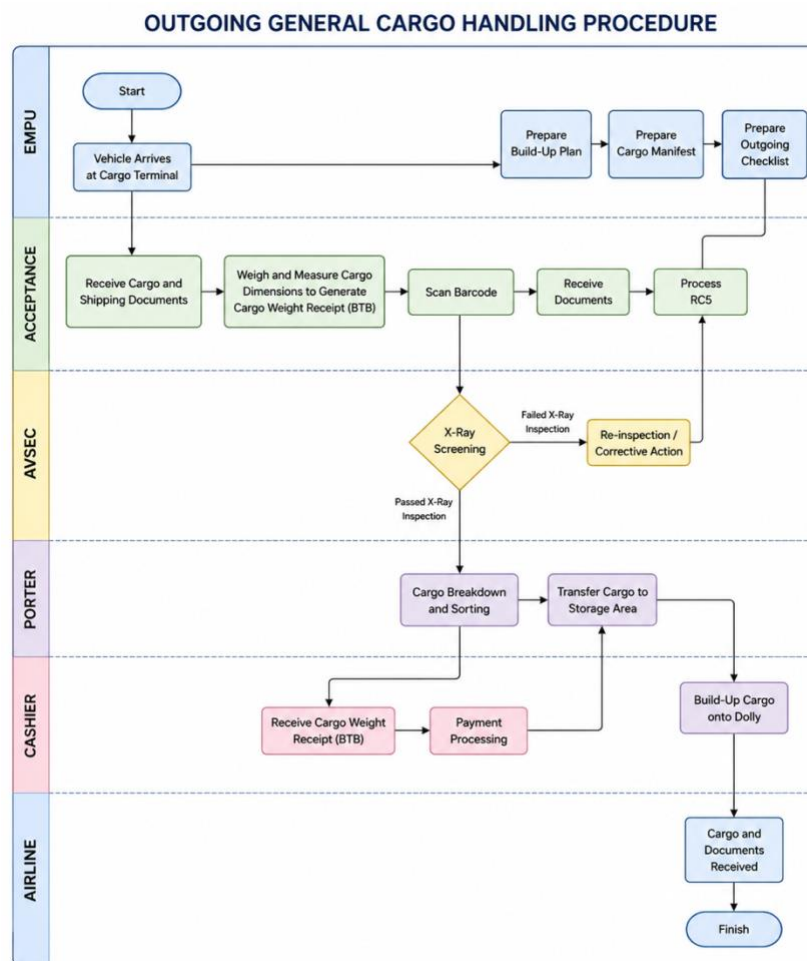 OUTGOING GENERAL CARGO HANDLING PROCEDURE
EMPU
Start
Vehicle Arrives
at Cargo Terminal
Prepare
Build-Up Plan
Prepare
Cargo Manifest
Prepare
Outgoing
Checklist
ACCEPTANCE
Receive Cargo and
Shipping Documents
Weigh and Measure Cargo
Dimensions to Generate
Cargo Weight Receipt (BTB)
Scan Barcode
Receive
Documents
Process
RC5
AVSEC
X-Ray
Screening
Failed X-Ray
Inspection
Re-inspection /
Corrective Action
Passed X-Ray
Inspection
PORTER
Cargo Breakdown
and Sorting
Transfer Cargo to
Storage Area
CASHIER
Receive Cargo Weight
Receipt (BTB)
Payment
Processing
Build-Up Cargo
onto Dolly
AIRLINE
Cargo and
Documents
Received
Finish